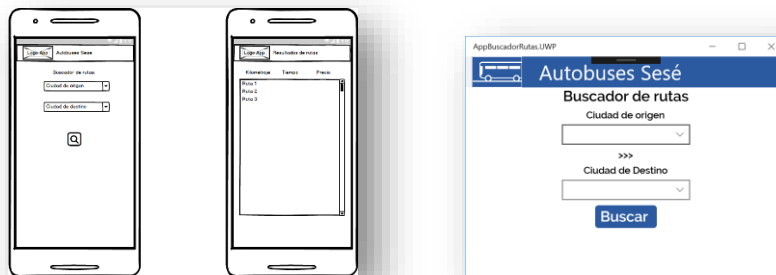 Logo App Autobuses Sesé
Buscador de rutas
Ciudad de origen
Ciudad de destino
Logo App Resultados de rutas
Kilometraje Tiempo Precio
Ruta 1
Ruta 2
Ruta 3
AppBuscadorRutas.UWP
Autobuses Sesé
Buscador de rutas
Ciudad de origen
>>>
Ciudad de Destino
Buscar